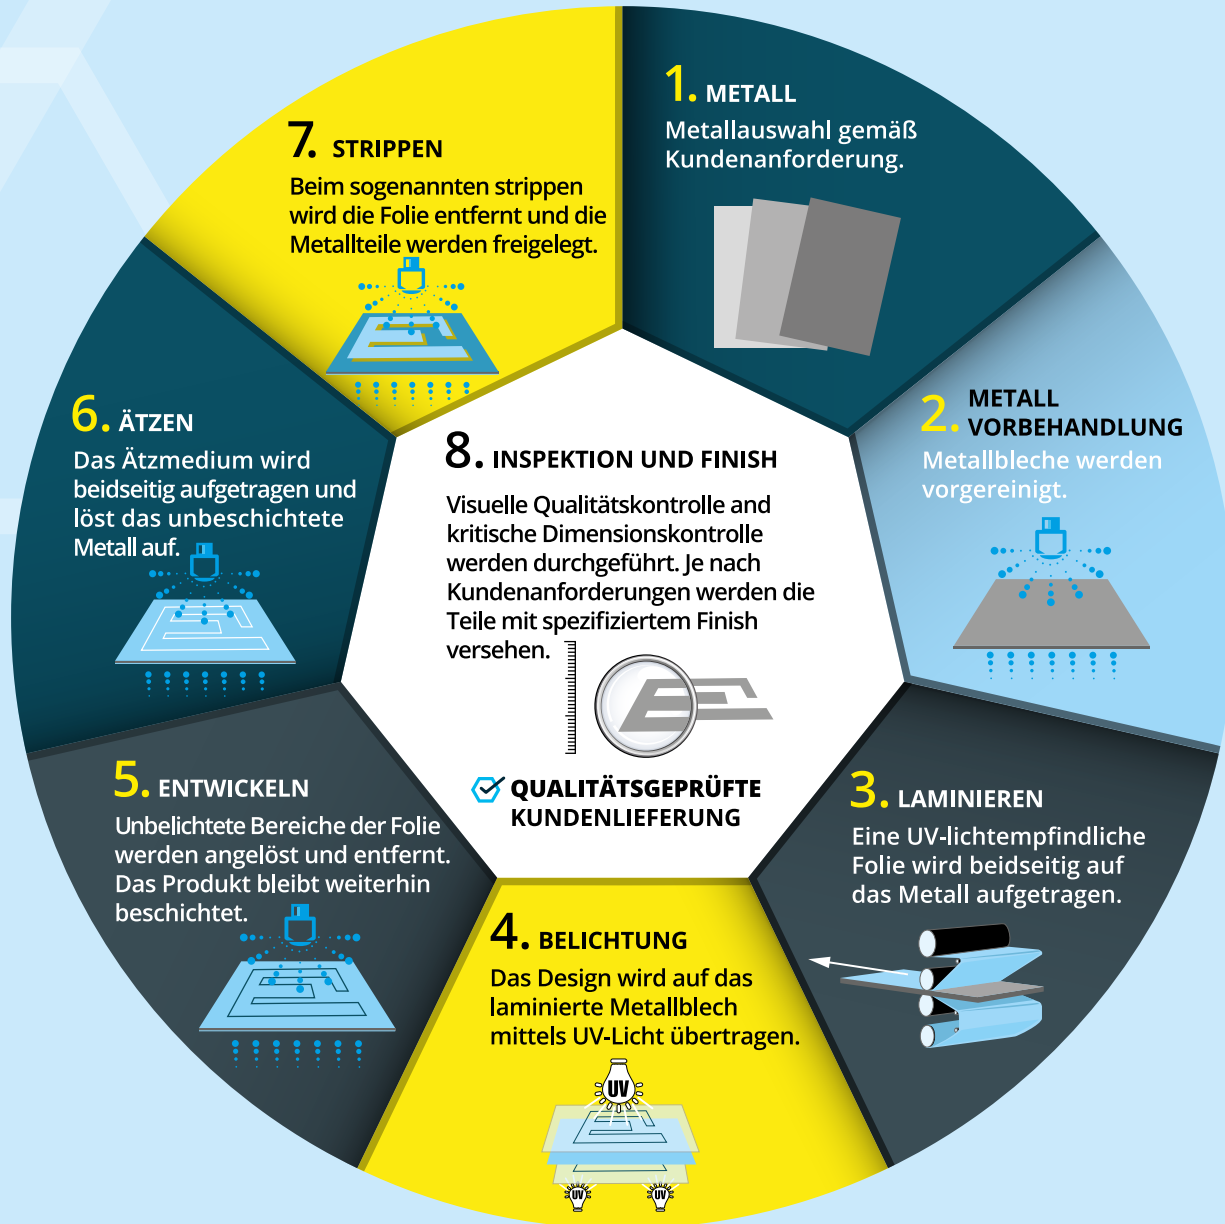 1. METALL
Metallauswahl gemäß
Kundenanforderung.
2. METALL
VORBEHANDLUNG
Metallbleche werden
vorgereinigt.
3. LAMINIEREN
Eine UV-lichtempfindliche
Folie wird beidseitig auf
das Metall aufgetragen.
4. BELICHTUNG
Das Design wird auf das
laminierte Metallblech
mittels UV-Licht übertragen.
UV
UV
UV
5. ENTWICKELN
Unbelichtete Bereiche der Folie
werden angelöst und entfernt.
Das Produkt bleibt weiterhin
beschichtet.
6. ÄTZEN
Das Ätzmedium wird
beidseitig aufgetragen und
löst das unbeschichtete
Metall auf.
7. STRIPPEN
Beim sogenannten strippen
wird die Folie entfernt und die
Metallteile werden freigelegt.
8. INSPEKTION UND FINISH
Visuelle Qualitätskontrolle and
kritische Dimensionskontrolle
werden durchgeführt. Je nach
Kundenanforderungen werden die
Teile mit spezifiziertem Finish
versehen.
QUALITÄTSGEPRÜFTE
KUNDENLIEFERUNG